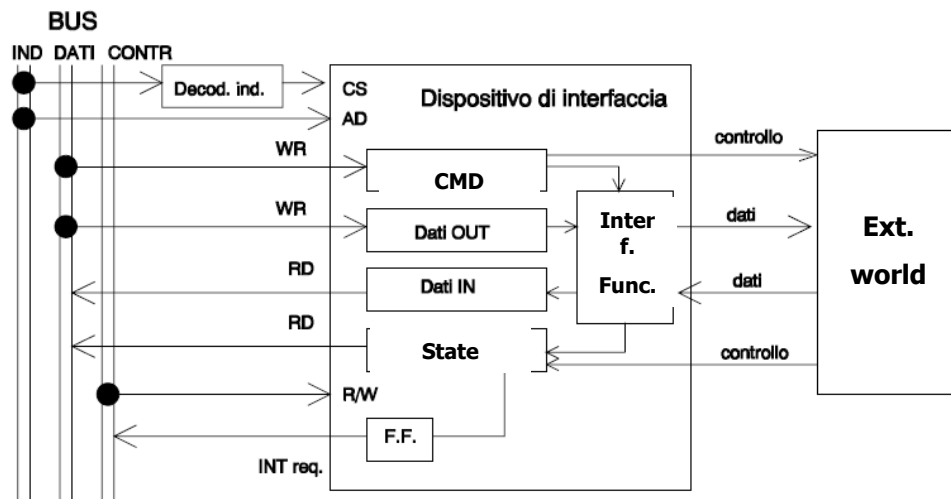 BUS
IND DATI CONTR
Decod. ind.
CS
AD
Dispositivo di interfaccia
WR
CMD
controllo
WR
Dati OUT
Inter
f.
Func.
dati
Ext.
world
RD
Dati IN
dati
RD
State
controllo
R/W
F.F.
INT req.